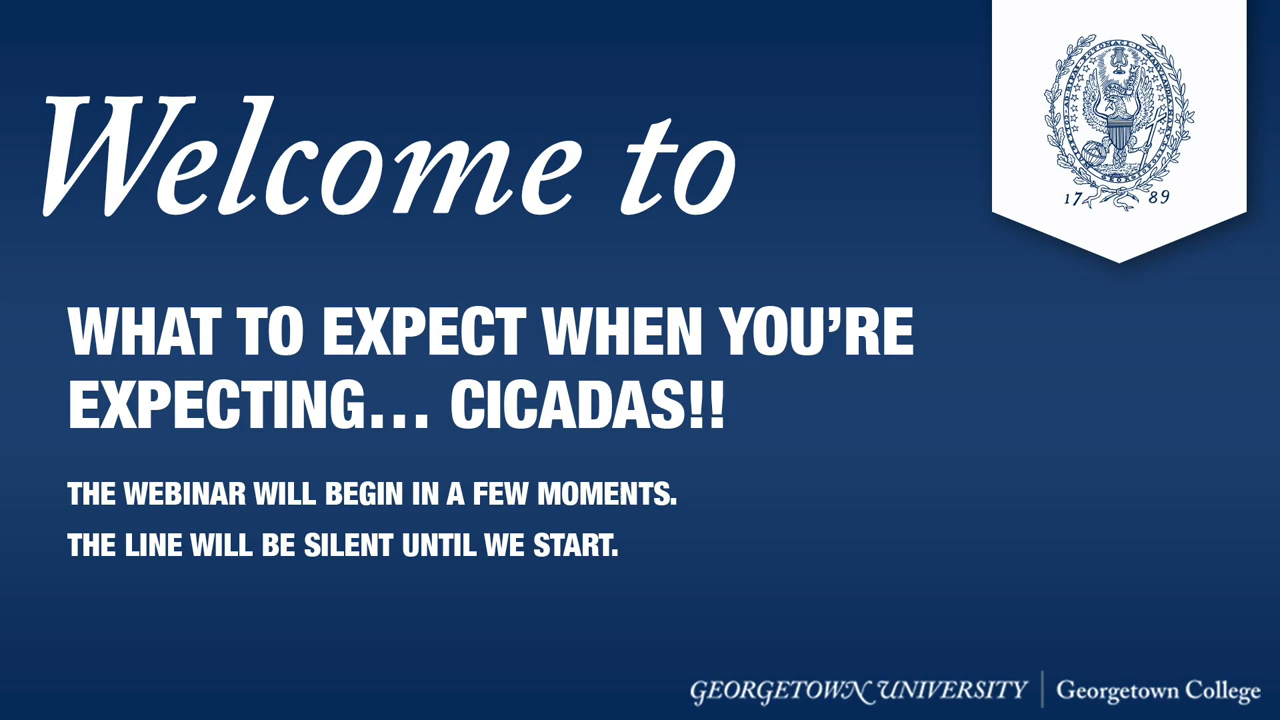 Welcome to
WHAT TO EXPECT WHEN YOU’RE
EXPECTING… CICADAS!!
THE WEBINAR WILL BEGIN IN A FEW MOMENTS.
THE LINE WILL BE SILENT UNTIL WE START.
17 89
GEORGETOWN UNIVERSITY | Georgetown College